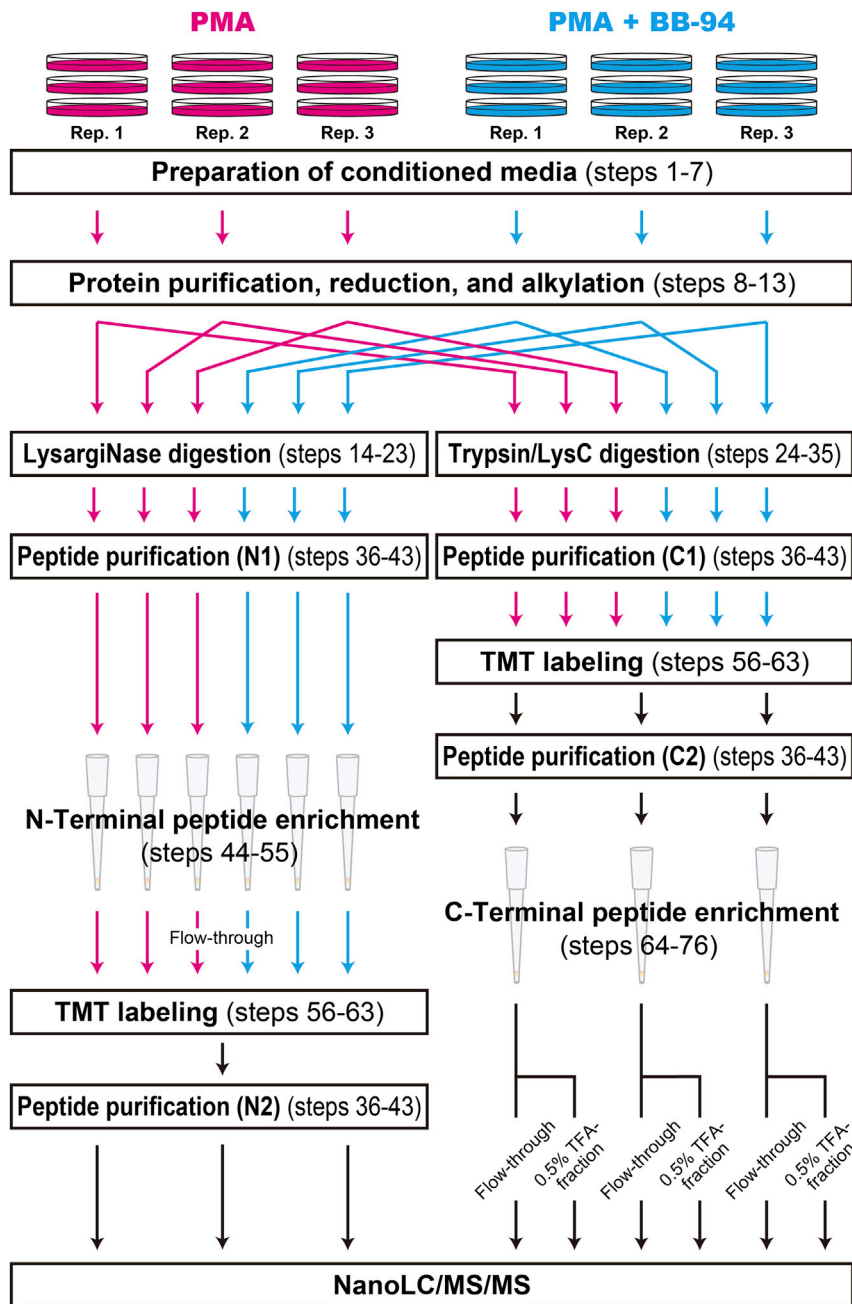 PMA
PMA + BB-94
Rep. 1
Rep. 2
Rep. 3
Rep. 1
Rep. 2
Rep. 3
Preparation of conditioned media (steps 1-7)
Protein purification, reduction, and alkylation (steps 8-13)
LysargiNase digestion (steps 14-23)
Trypsin/LysC digestion (steps 24-35)
Peptide purification (N1) (steps 36-43)
Peptide purification (C1) (steps 36-43)
TMT labeling (steps 56-63)
Peptide purification (C2) (steps 36-43)
N-Terminal peptide enrichment
(steps 44-55)
C-Terminal peptide enrichment
(steps 64-76)
Flow-through
TMT labeling (steps 56-63)
Peptide purification (N2) (steps 36-43)
Flow-through
0.5% TFA-
fraction
Flow-through
0.5% TFA-
fraction
Flow-through
0.5% TFA-
fraction
NanoLC/MS/MS